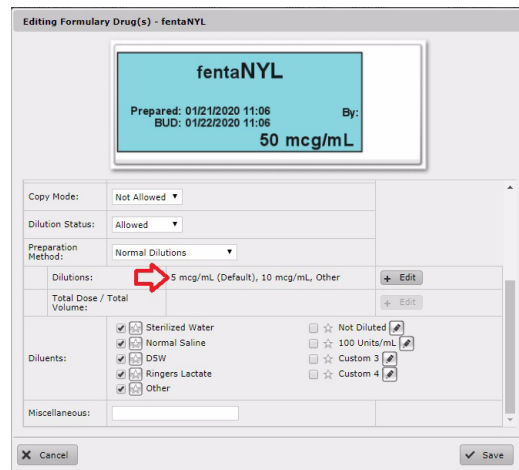 Editing Formulary Drug(s) - fentaNYL
fentaNYL
Prepared: 01/21/2020 11:06 By:
BUD: 01/22/2020 11:06
50 mcg/mL
Copy Mode: Not Allowed
Dilution Status: Allowed
Preparation
Method: Normal Dilutions
Dilutions: 5 mcg/mL (Default), 10 mcg/mL, Other + Edit
Total Dose / Total
Volume: + Edit
Sterilized Water Not Diluted
Normal Saline 100 Units/mL
Diluents: D5W Custom 3
Ringers Lactate Custom 4
Other
Miscellaneous:
X Cancel Save